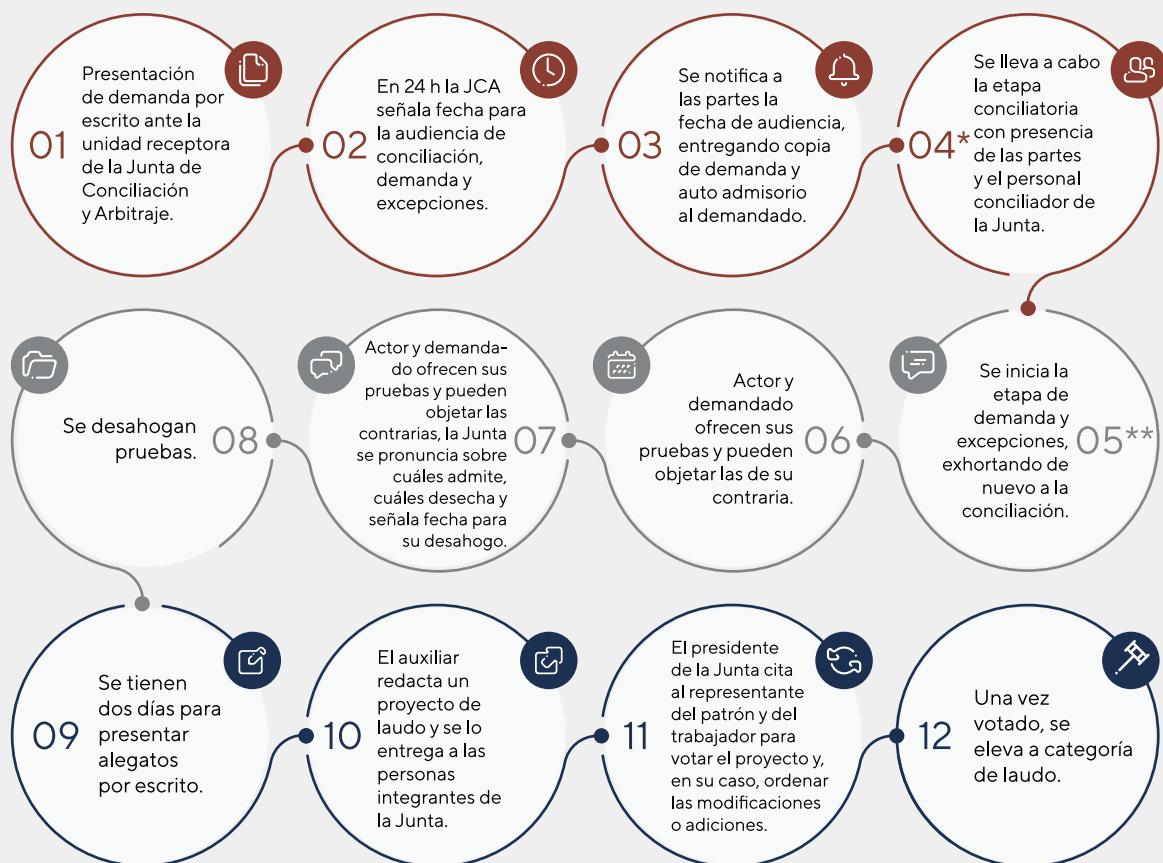 01
Presentación
de demanda por
escrito ante la
unidad receptora
de la Junta de
Conciliación
y Arbitraje.
02
En 24 h la JCA
señala fecha para
la audiencia de
conciliación,
demanda y
excepciones.
03
Se notifica a
las partes la
fecha de audiencia,
entregando copia
de demanda y
auto admisorio
al demandado.
04*
Se lleva a cabo
la etapa
conciliatoria
con presencia
de las partes
y el personal
conciliador de
la Junta.
05**
Se inicia la
etapa de
demanda y
excepciones,
exhortando de
nuevo a la
conciliación.
06
Actor y
demandado
ofrecen sus
pruebas y pueden
objetar las de su
contraria.
07
Actor y demanda-
do ofrecen sus
pruebas y pueden
objetar las
contrarias, la Junta
se pronuncia sobre
cuáles admite,
cuáles desecha y
señala fecha para
su desahogo.
08
Se desahogan
pruebas.
09
Se tienen
dos días para
presentar
alegatos
por escrito.
10
El auxiliar
redacta un
proyecto de
laudo y se lo
entrega a las
personas
integrantes de
la Junta.
11
El presidente
de la Junta cita
al representante
del patrón y del
trabajador para
votar el proyecto y,
en su caso, ordenar
las modificaciones
o adiciones.
12
Una vez
votado, se
eleva a categoría
de laudo.